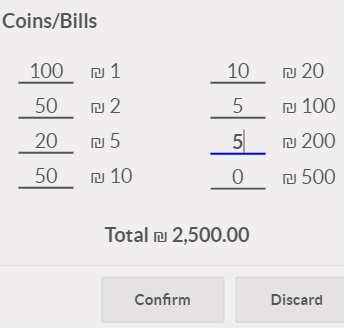 Coins/Bills
100 ₪ 1 10 ₪ 20
50 ₪ 2 5 ₪ 100
20 ₪ 5 5 ₪ 200
50 ₪ 10 0 ₪ 500
Total ₪ 2,500.00
Confirm Discard